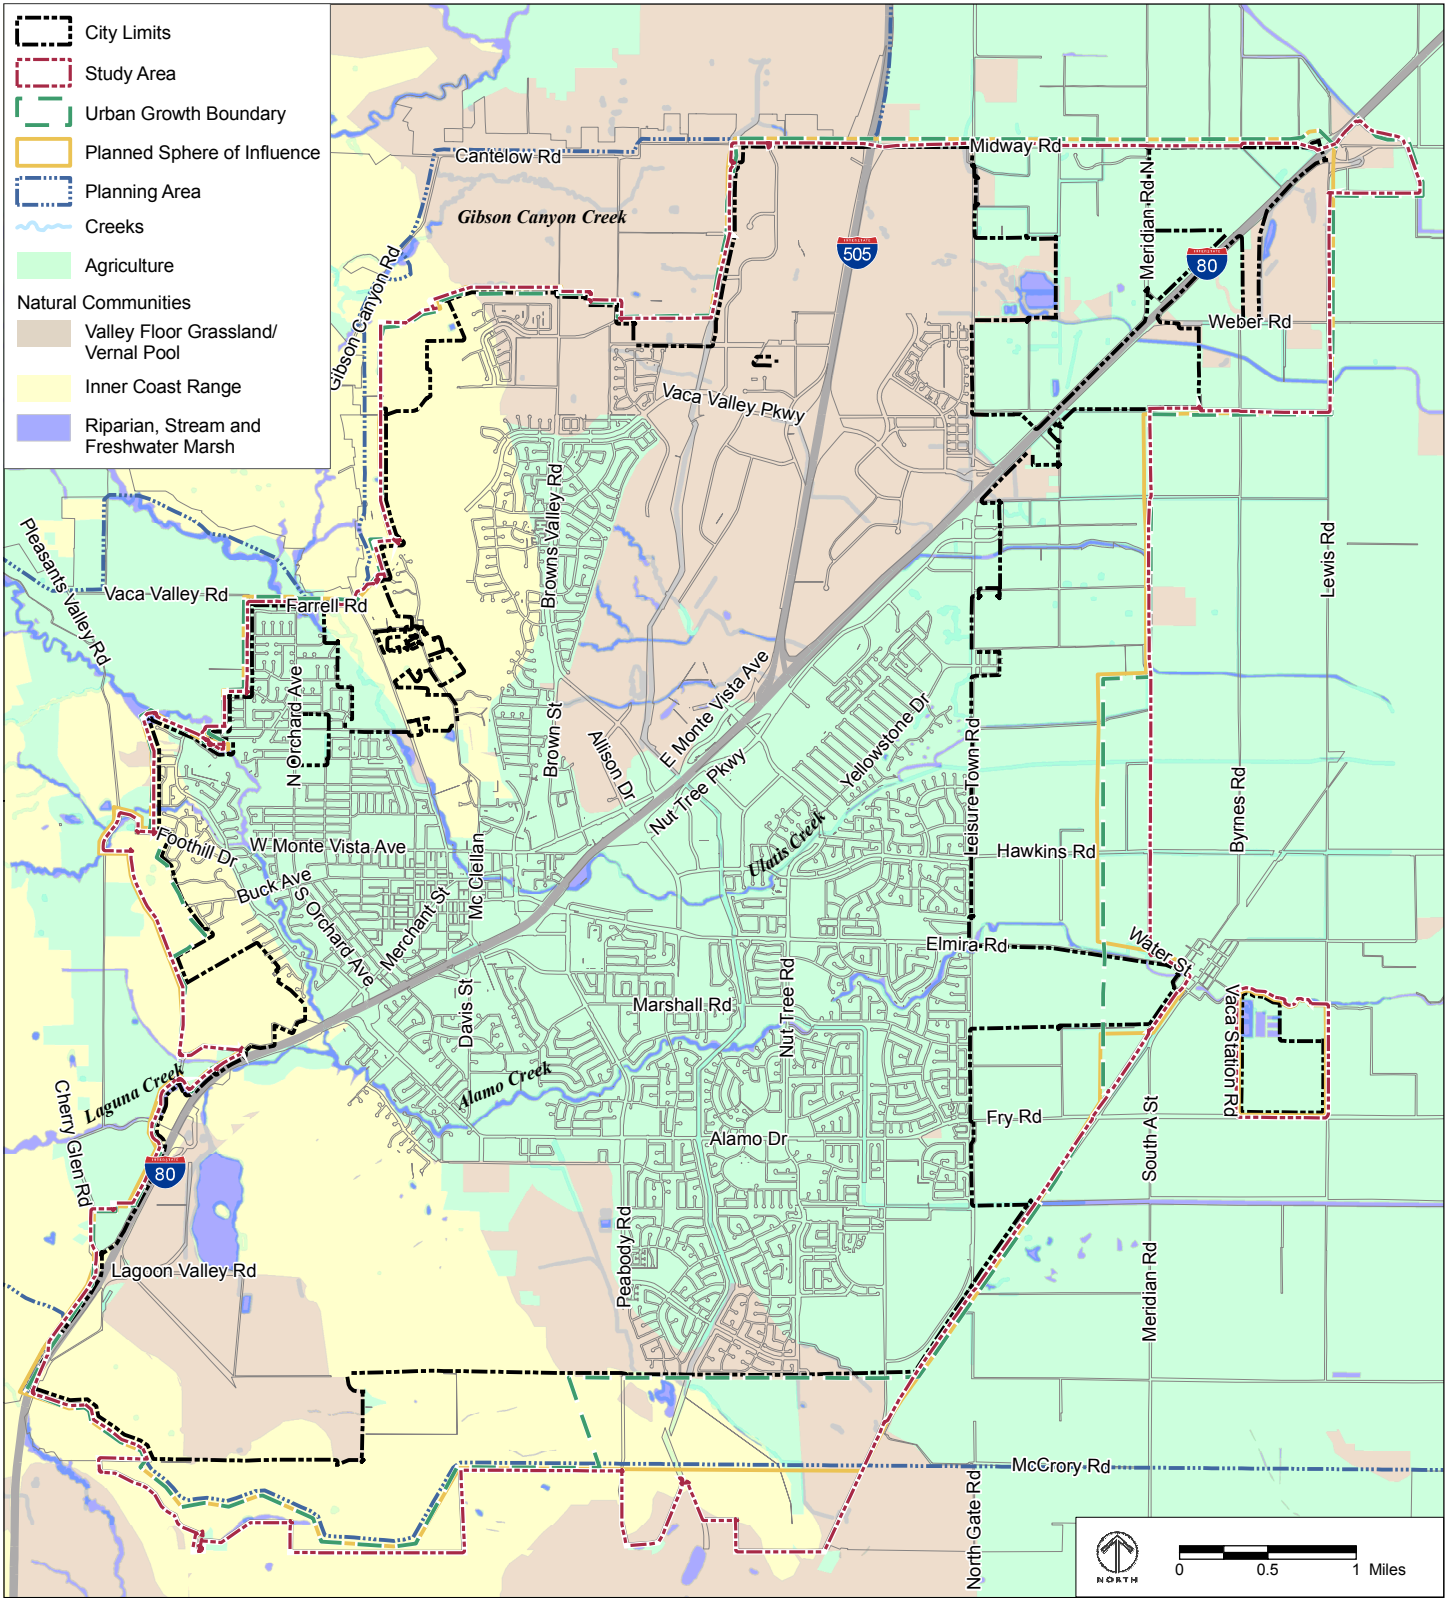 City Limits
Study Area
Urban Growth Boundary
Planned Sphere of Influence
Planning Area
Creeks
Agriculture
Natural Communities
Valley Floor Grassland/
Vernal Pool
Inner Coast Range
Riparian, Stream and
Freshwater Marsh
Cantelow Rd
Midway Rd
Meridian Rd N
Gibson Canyon Creek
Gibson Canyon Rd
505
80
Weber Rd
Vaca Valley Pkwy
Browns Valley Rd
Pleasants Valley Rd
Vaca Valley Rd
Farrell Rd
Lewis Rd
N Orchard Ave
Brown St
Allison Dr
E Monte Vista Ave
Nut Tree Pkwy
Yellowstone Dr
Leisure Town Rd
Byrnes Rd
Foothill Dr
W Monte Vista Ave
Mc Clellan
Ulatis Creek
Hawkins Rd
Buck Ave
S Orchard Ave
Merchant St
Elmira Rd
Water St
Davis St
Marshall Rd
Nut Tree Rd
Vaca Station Rd
Laguna Creek
Alamo Creek
Cherry Glen Rd
Fry Rd
South A St
Alamo Dr
80
Peabody Rd
Lagoon Valley Rd
Meridian Rd
McCrory Rd
North Gate Rd
NORTH
0 0.5 1 Miles